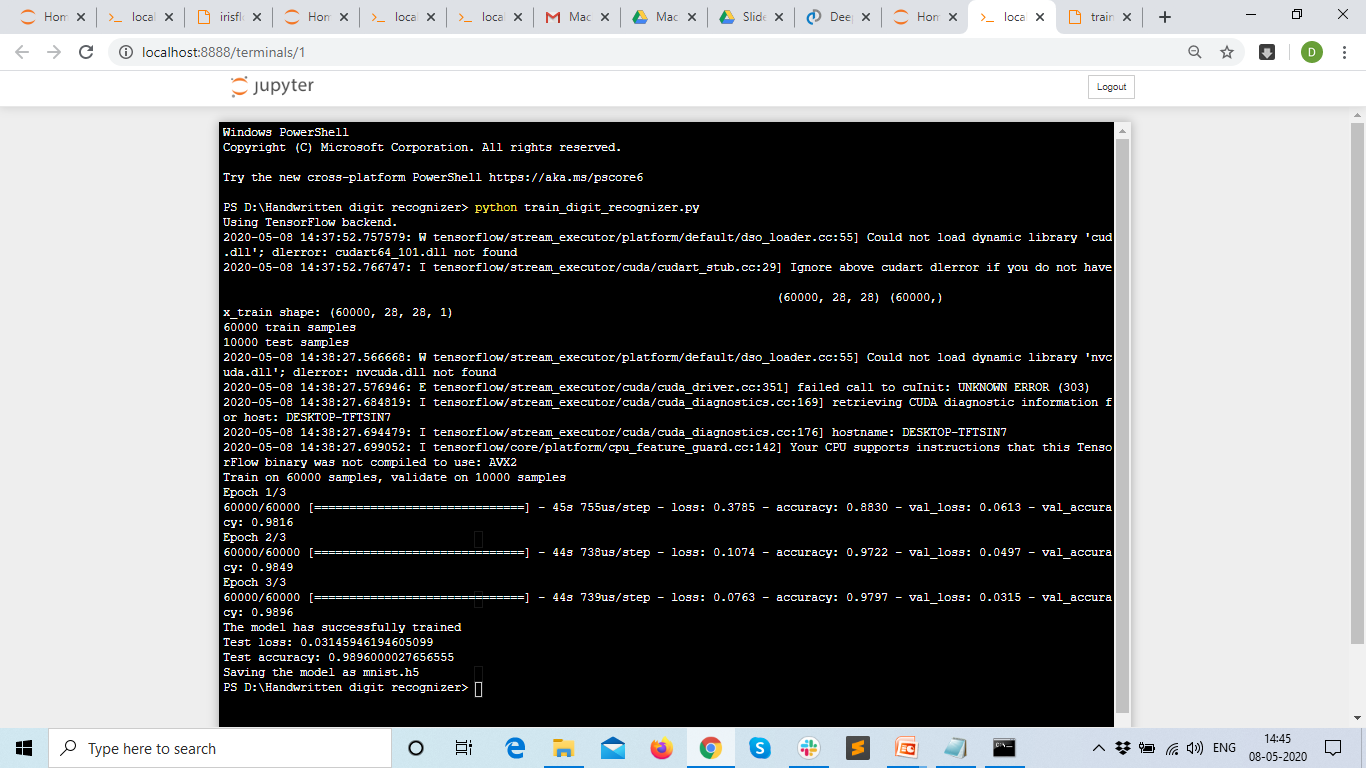 Hom
local
irisfl
Hom
local
local
Mac
Mac
Slide
Deep
Hom
loca
train
localhost:8888/terminals/1
D
jupyter
Logout
Windows PowerShell
Copyright (C) Microsoft Corporation. All rights reserved.
Try the new cross-platform PowerShell https://aka.ms/pscore6
PS D:\Handwritten digit recognizer> python train_digit_recognizer.py
Using TensorFlow backend.
2020-05-08 14:37:52.757579: W tensorflow/stream_executor/platform/default/dso_loader.cc:55] Could not load dynamic library 'cud
.dll'; dlerror: cudart64_101.dll not found
2020-05-08 14:37:52.766747: I tensorflow/stream_executor/cuda/cudart_stub.cc:29] Ignore above cudart dlerror if you do not have
(60000, 28, 28) (60000,)
x_train shape: (60000, 28, 28, 1)
60000 train samples
10000 test samples
2020-05-08 14:38:27.566668: W tensorflow/stream_executor/platform/default/dso_loader.cc:55] Could not load dynamic library 'nvc
uda.dll'; dlerror: nvcuda.dll not found
2020-05-08 14:38:27.576946: E tensorflow/stream_executor/cuda/cuda_driver.cc:351] failed call to cuInit: UNKNOWN ERROR (303)
2020-05-08 14:38:27.684819: I tensorflow/stream_executor/cuda/cuda_diagnostics.cc:169] retrieving CUDA diagnostic information f
or host: DESKTOP-TFTSIN7
2020-05-08 14:38:27.694479: I tensorflow/stream_executor/cuda/cuda_diagnostics.cc:176] hostname: DESKTOP-TFTSIN7
2020-05-08 14:38:27.699052: I tensorflow/core/platform/cpu_feature_guard.cc:142] Your CPU supports instructions that this Tenso
rFlow binary was not compiled to use: AVX2
Train on 60000 samples, validate on 10000 samples
Epoch 1/3
60000/60000 [==============================] - 45s 755us/step - loss: 0.3785 - accuracy: 0.8830 - val_loss: 0.0613 - val_accura
cy: 0.9816
Epoch 2/3
60000/60000 [==============================] - 44s 738us/step - loss: 0.1074 - accuracy: 0.9722 - val_loss: 0.0497 - val_accura
cy: 0.9849
Epoch 3/3
60000/60000 [==============================] - 44s 739us/step - loss: 0.0763 - accuracy: 0.9797 - val_loss: 0.0315 - val_accura
cy: 0.9896
The model has successfully trained
Test loss: 0.03145946194605099
Test accuracy: 0.9896000027656555
Saving the model as mnist.h5
PS D:\Handwritten digit recognizer>
Type here to search
ENG
14:45
08-05-2020